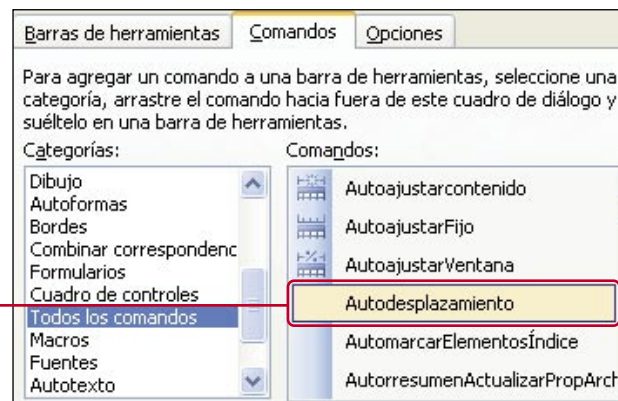 Barras de herramientas Comandos Opciones
Para agregar un comando a una barra de herramientas, seleccione una
categoría, arrastre el comando hacia fuera de este cuadro de diálogo y
suéltelo en una barra de herramientas.
Categorías:
Dibujo
Autoformas
Bordes
Combinar correspondenc
Formularios
Cuadro de controles
Todos los comandos
Macros
Fuentes
Autotexto
Comandos:
Autoajustarcontenido
AutoajustarFijo
AutoajustarVentana
Autodesplazamiento
AutomarcarElementosÍndice
AutorresumenActualizarPropArch